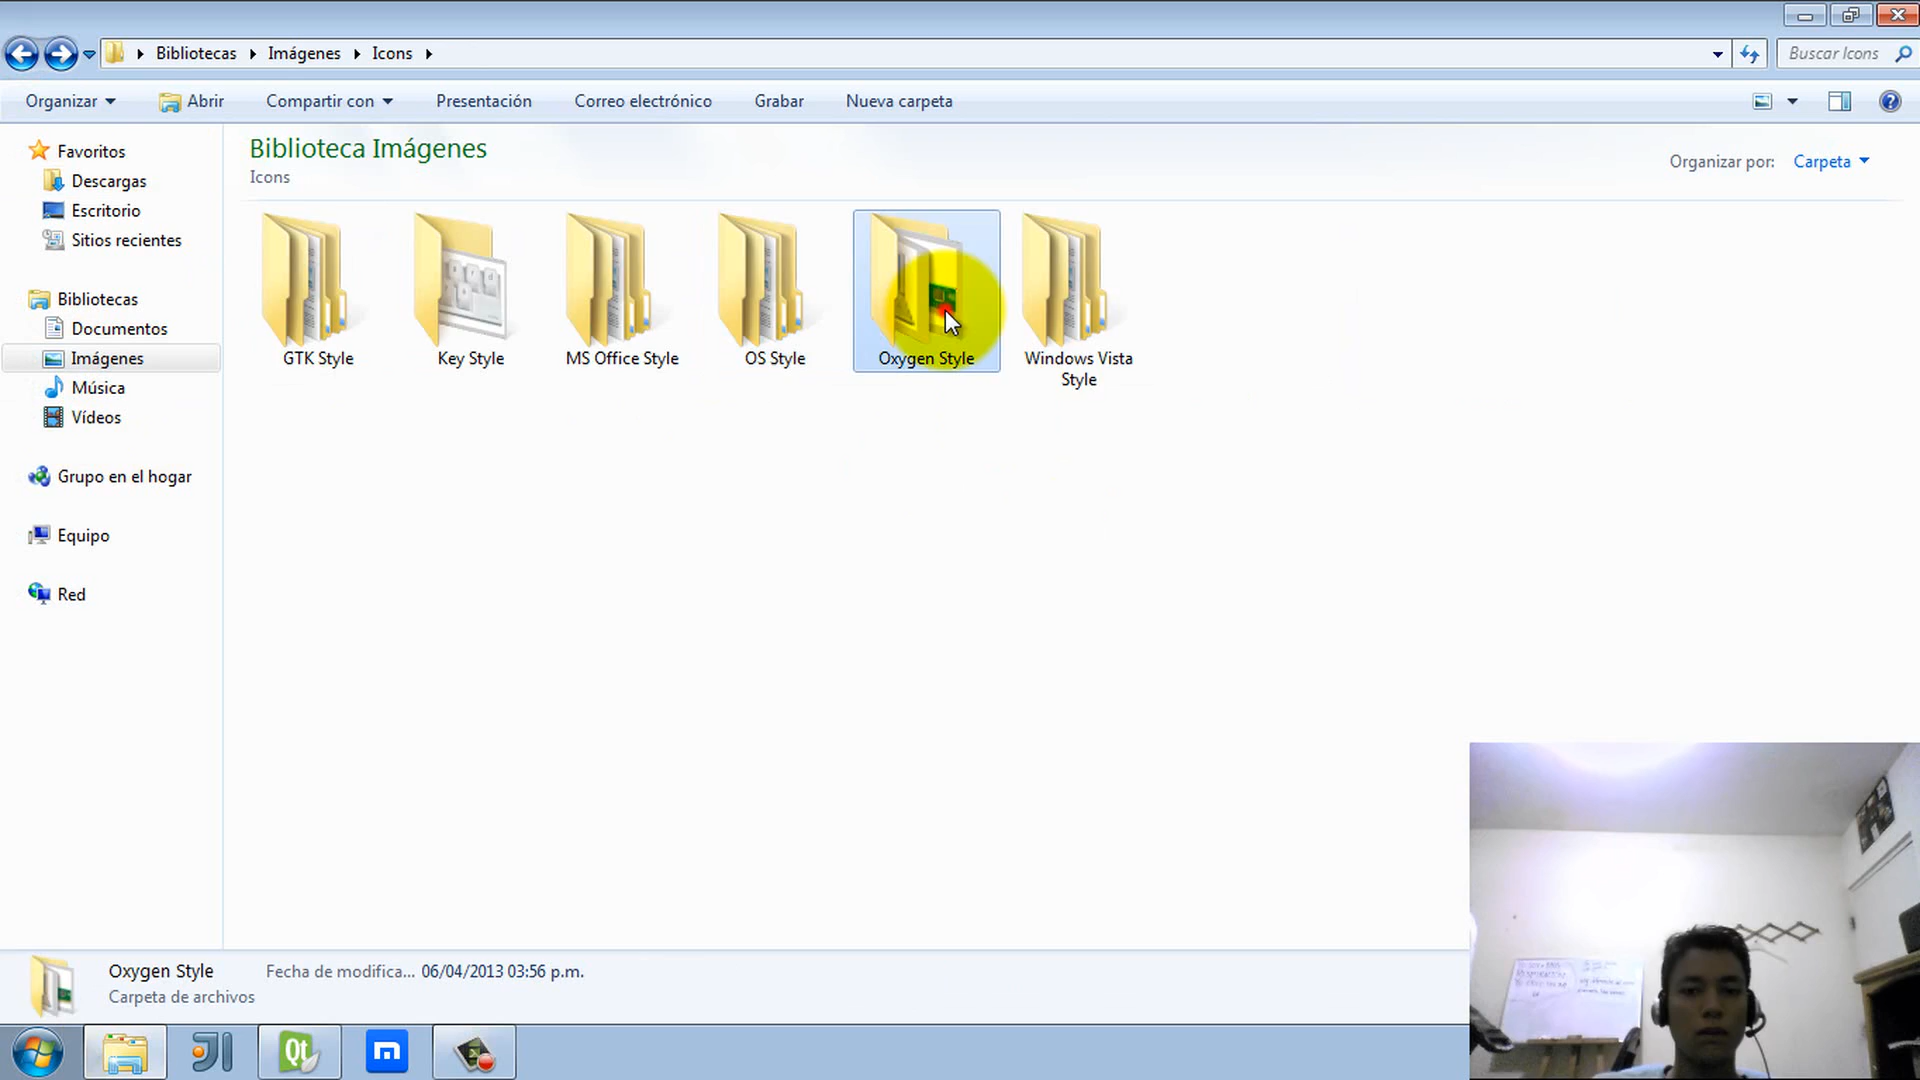 Bibliotecas Imágenes Icons
Buscar Icons
Organizar Abrir Compartir con Presentación Correo electrónico Grabar Nueva carpeta
Favoritos
Descargas
Escritorio
Sitios recientes
Bibliotecas
Documentos
Imágenes
Música
Vídeos
Grupo en el hogar
Equipo
Red
Biblioteca Imágenes
Icons
Organizar por: Carpeta
GTK Style
Key Style
MS Office Style
OS Style
Oxygen Style
Windows Vista
Style
Oxygen Style Fecha de modifica... 06/04/2013 03:56 p.m.
Carpeta de archivos
Qt
m